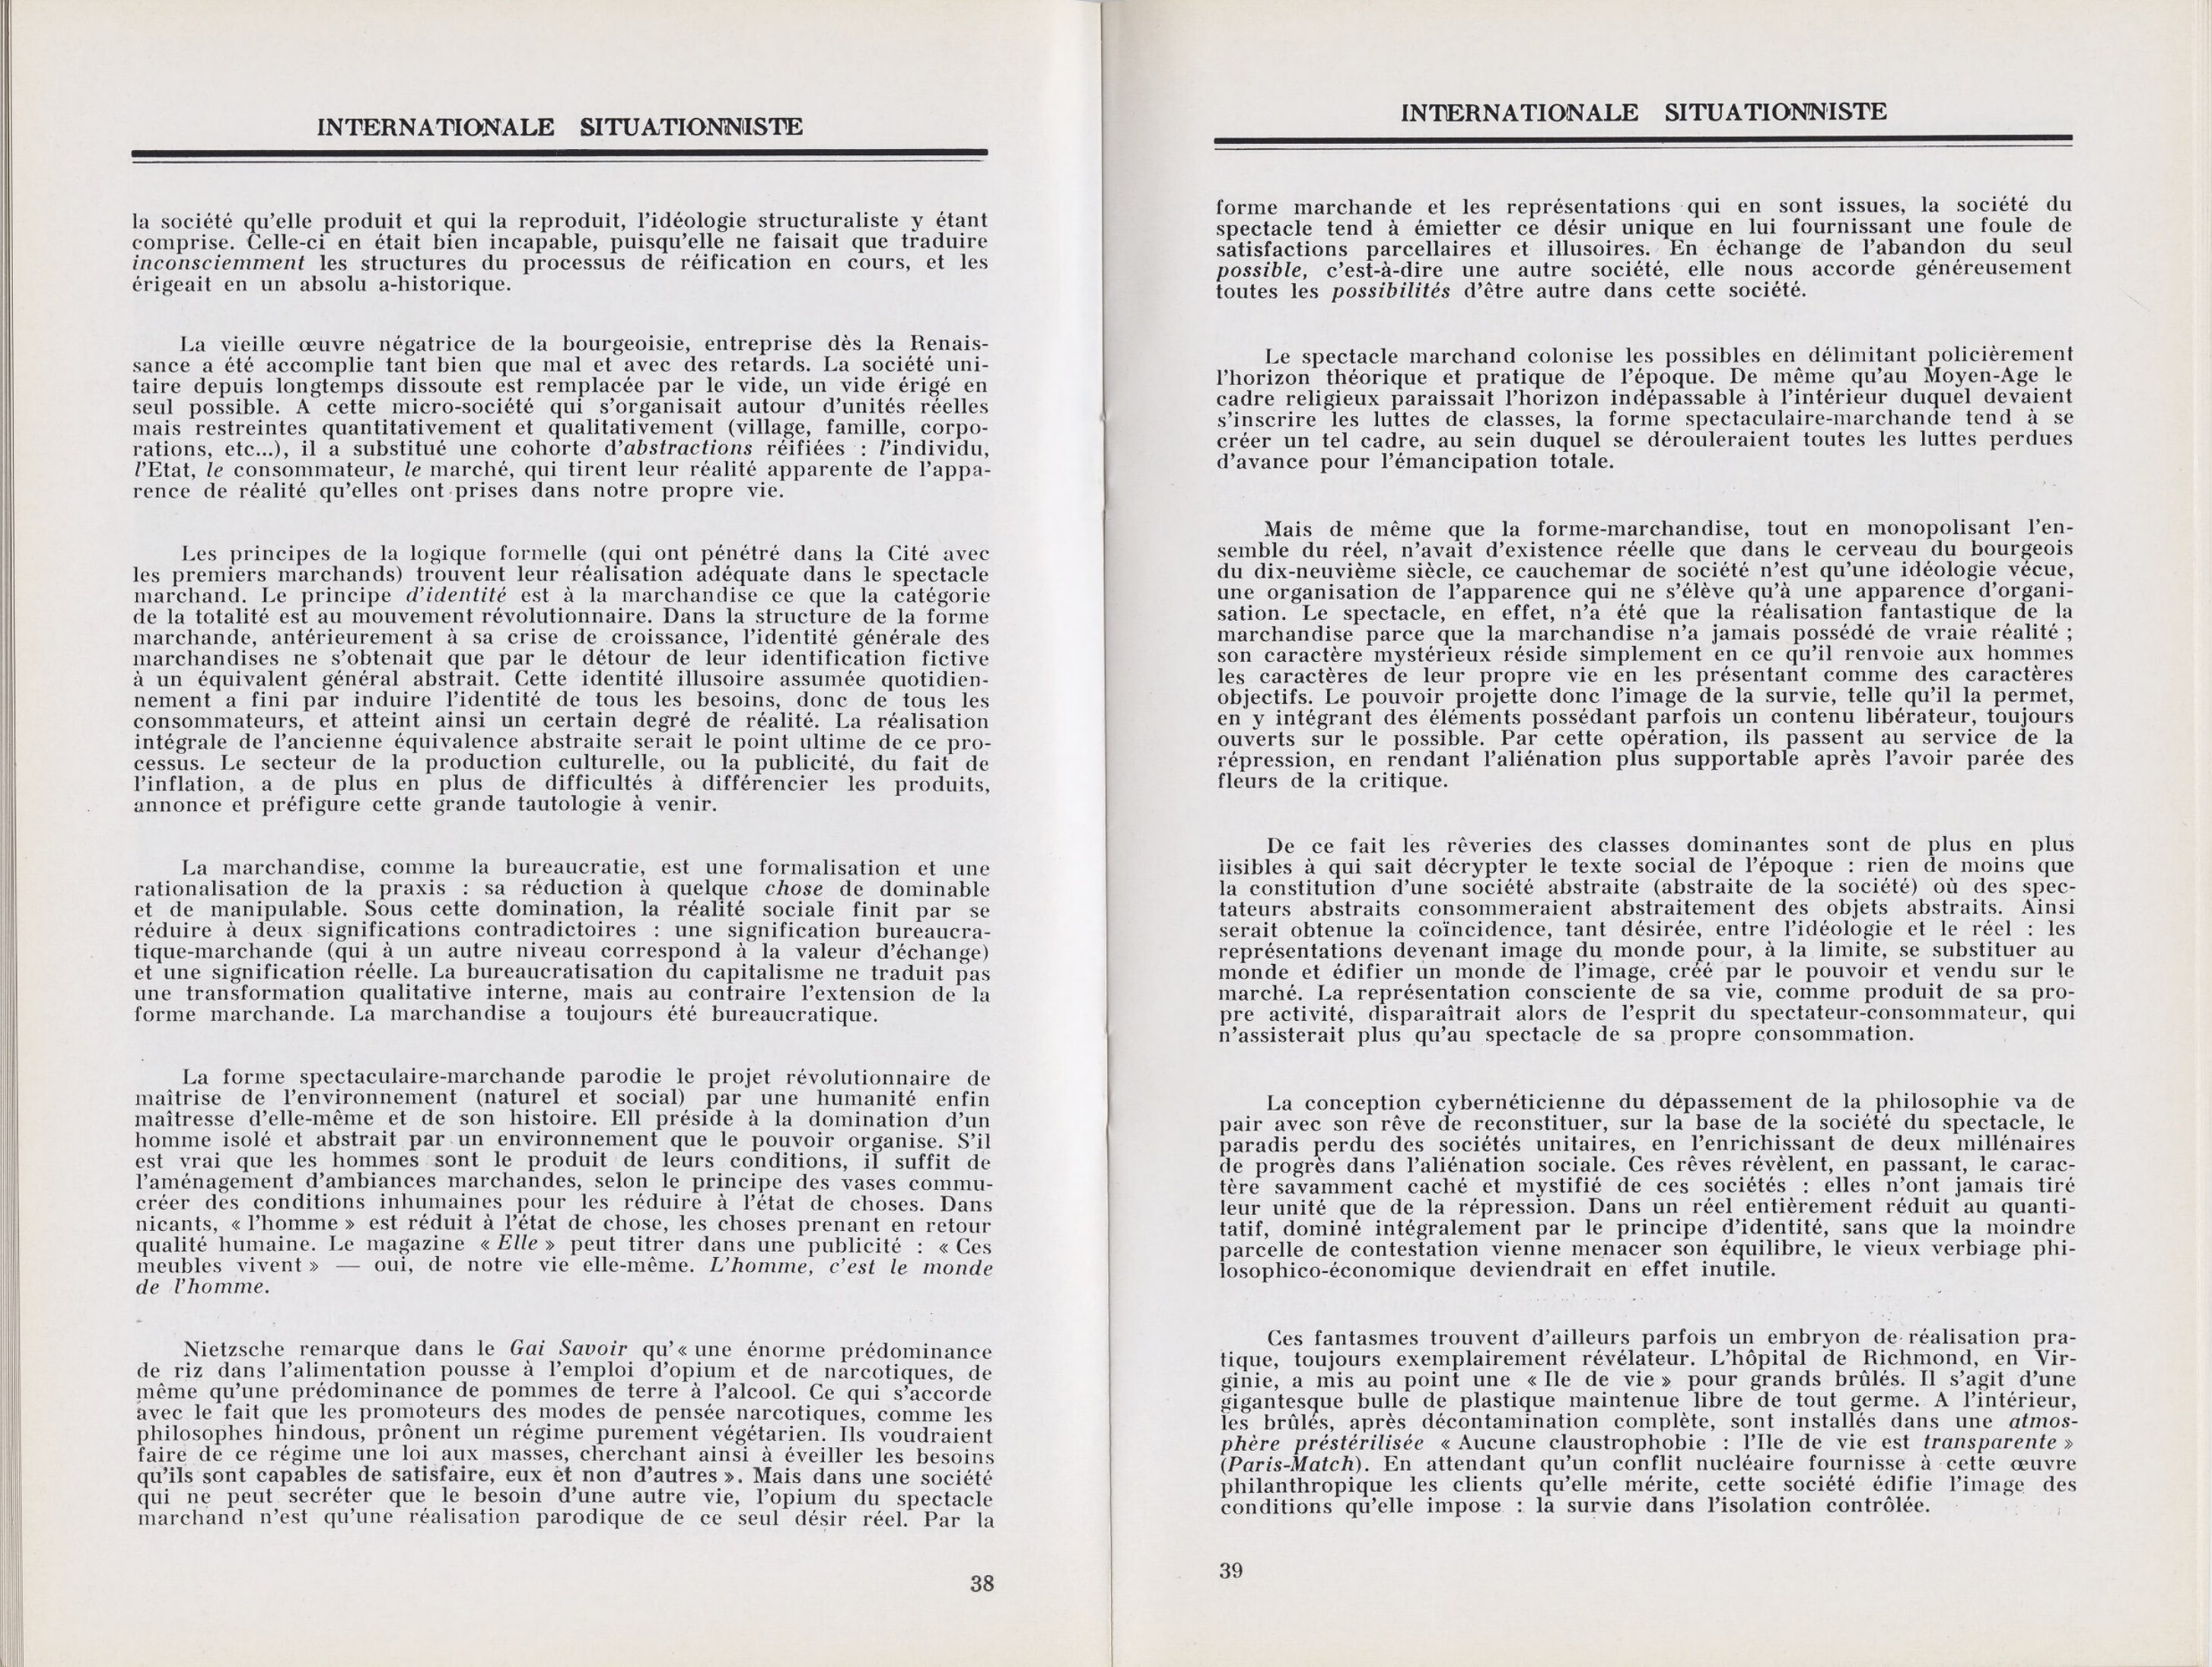 INTERNATIONALE SITUATIONNISTE
la société qu'elle produit et qui la reproduit, l'idéologie structuraliste y étant
comprise. Celle-ci en était bien incapable, puisqu'elle ne faisait que traduire
inconsciemment les structures du processus de réification en cours, et les
érigeait en un absolu a-historique.
La vieille œuvre négatrice de la bourgeoisie, entreprise dès la Renais-
sance a été accomplie tant bien que mal et avec des retards. La société uni-
taire depuis longtemps dissoute est remplacée par le vide, un vide érigé en
seul possible. A cette micro-société qui s'organisait autour d'unités réelles
mais restreintes quantitativement et qualitativement (village, famille, corpo-
rations, etc...), il a substitué une cohorte d'abstractions réifiées : l'individu,
l'Etat, le consommateur, le marché, qui tirent leur réalité apparente de l'appa-
rence de réalité qu'elles ont prises dans notre propre vie.
Les principes de la logique formelle (qui ont pénétré dans la Cité avec
les premiers marchands) trouvent leur réalisation adéquate dans le spectacle
marchand. Le principe d'identité est à la marchandise ce que la catégorie
de la totalité est au mouvement révolutionnaire. Dans la structure de la forme
marchande, antérieurement à sa crise de croissance, l'identité générale des
marchandises ne s'obtenait que par le détour de leur identification fictive
à un équivalent général abstrait. Cette identité illusoire assumée quotidien-
nement a fini par induire l'identité de tous les besoins, donc de tous les
consommateurs, et atteint ainsi un certain degré de réalité. La réalisation
intégrale de l'ancienne équivalence abstraite serait le point ultime de ce pro-
cessus. Le secteur de la production culturelle, ou la publicité, du fait de
l'inflation, a de plus en plus de difficultés à différencier les produits,
annonce et préfigure cette grande tautologie à venir.
La marchandise, comme la bureaucratie, est une formalisation et une
rationalisation de la praxis : sa réduction à quelque chose de dominable
et de manipulable. Sous cette domination, la réalité sociale finit par se
réduire à deux significations contradictoires : une signification bureaucra-
tique-marchande (qui à un autre niveau correspond à la valeur d'échange)
et une signification réelle. La bureaucratisation du capitalisme ne traduit pas
une transformation qualitative interne, mais au contraire l'extension de la
forme marchande. La marchandise a toujours été bureaucratique.
La forme spectaculaire-marchande parodie le projet révolutionnaire de
maîtrise de l'environnement (naturel et social) par une humanité enfin
maîtresse d'elle-même et de son histoire. Ell préside à la domination d'un
homme isolé et abstrait par un environnement que le pouvoir organise. S'il
est vrai que les hommes sont le produit de leurs conditions, il suffit de
l'aménagement d'ambiances marchandes, selon le principe des vases commu-
créer des conditions inhumaines pour les réduire à l'état de choses. Dans
nicants, « l'homme » est réduit à l'état de chose, les choses prenant en retour
qualité humaine. Le magazine « Elle » peut titrer dans une publicité : « Ces
meubles vivent » — oui, de notre vie elle-même. L'homme, c'est le monde
de l'homme.
Nietzsche remarque dans le Gai Savoir qu'« une énorme prédominance
de riz dans l'alimentation pousse à l'emploi d'opium et de narcotiques, de
même qu'une prédominance de pommes de terre à l'alcool. Ce qui s'accorde
avec le fait que les promoteurs des modes de pensée narcotiques, comme les
philosophes hindous, prônent un régime purement végétarien. Ils voudraient
faire de ce régime une loi aux masses, cherchant ainsi à éveiller les besoins
qu'ils sont capables de satisfaire, eux et non d'autres ». Mais dans une société
qui ne peut secréter que le besoin d'une autre vie, l'opium du spectacle
marchand n'est qu'une réalisation parodique de ce seul désir réel. Par la
38
INTERNATIONALE SITUATIONNISTE
forme marchande et les représentations qui en sont issues, la société du
spectacle tend à émietter ce désir unique en lui fournissant une foule de
satisfactions parcellaires et illusoires. En échange de l'abandon du seul
possible, c'est-à-dire une autre société, elle nous accorde généreusement
toutes les possibilités d'être autre dans cette société.
Le spectacle marchand colonise les possibles en délimitant policièrement
l'horizon théorique et pratique de l'époque. De même qu'au Moyen-Age le
cadre religieux paraissait l'horizon indépassable à l'intérieur duquel devaient
s'inscrire les luttes de classes, la forme spectaculaire-marchande tend à se
créer un tel cadre, au sein duquel se dérouleraient toutes les luttes perdues
d'avance pour l'émancipation totale.
Mais de même que la forme-marchandise, tout en monopolisant l'en-
semble du réel, n'avait d'existence réelle que dans le cerveau du bourgeois
du dix-neuvième siècle, ce cauchemar de société n'est qu'une idéologie vécue,
une organisation de l'apparence qui ne s'élève qu'à une apparence d'organi-
sation. Le spectacle, en effet, n'a été que la réalisation fantastique de la
marchandise parce que la marchandise n'a jamais possédé de vraie réalité ;
son caractère mystérieux réside simplement en ce qu'il renvoie aux hommes
les caractères de leur propre vie en les présentant comme des caractères
objectifs. Le pouvoir projette donc l'image de la survie, telle qu'il la permet,
en y intégrant des éléments possédant parfois un contenu libérateur, toujours
ouverts sur le possible. Par cette opération, ils passent au service de la
répression, en rendant l'aliénation plus supportable après l'avoir parée des
fleurs de la critique.
De ce fait les rêveries des classes dominantes sont de plus en plus
lisibles à qui sait décrypter le texte social de l'époque : rien de moins que
la constitution d'une société abstraite (abstraite de la société) où des spec-
tateurs abstraits consommeraient abstraitement des objets abstraits. Ainsi
serait obtenue la coïncidence, tant désirée, entre l'idéologie et le réel : les
représentations devenant image du monde pour, à la limite, se substituer au
monde et édifier un monde de l'image, créé par le pouvoir et vendu sur le
marché. La représentation consciente de sa vie, comme produit de sa pro-
pre activité, disparaîtrait alors de l'esprit du spectateur-consommateur, qui
n'assisterait plus qu'au spectacle de sa propre consommation.
La conception cybernéticienne du dépassement de la philosophie va de
pair avec son rêve de reconstituer, sur la base de la société du spectacle, le
paradis perdu des sociétés unitaires, en l'enrichissant de deux millénaires
de progrès dans l'aliénation sociale. Ces rêves révèlent, en passant, le carac-
tère savamment caché et mystifié de ces sociétés : elles n'ont jamais tiré
leur unité que de la répression. Dans un réel entièrement réduit au quanti-
tatif, dominé intégralement par le principe d'identité, sans que la moindre
parcelle de contestation vienne menacer son équilibre, le vieux verbiage phi-
losophico-économique deviendrait en effet inutile.
Ces fantasmes trouvent d'ailleurs parfois un embryon de réalisation pra-
tique, toujours exemplairement révélateur. L'hôpital de Richmond, en Vir-
ginie, a mis au point une « Ile de vie » pour grands brûlés. Il s'agit d'une
gigantesque bulle de plastique maintenue libre de tout germe. A l'intérieur,
les brûlés, après décontamination complète, sont installés dans une atmos-
phère préstérilisée « Aucune claustrophobie : l'Ile de vie est transparente »
(Paris-Match). En attendant qu'un conflit nucléaire fournisse à cette œuvre
philanthropique les clients qu'elle mérite, cette société édifie l'image des
conditions qu'elle impose : la survie dans l'isolation contrôlée.
39